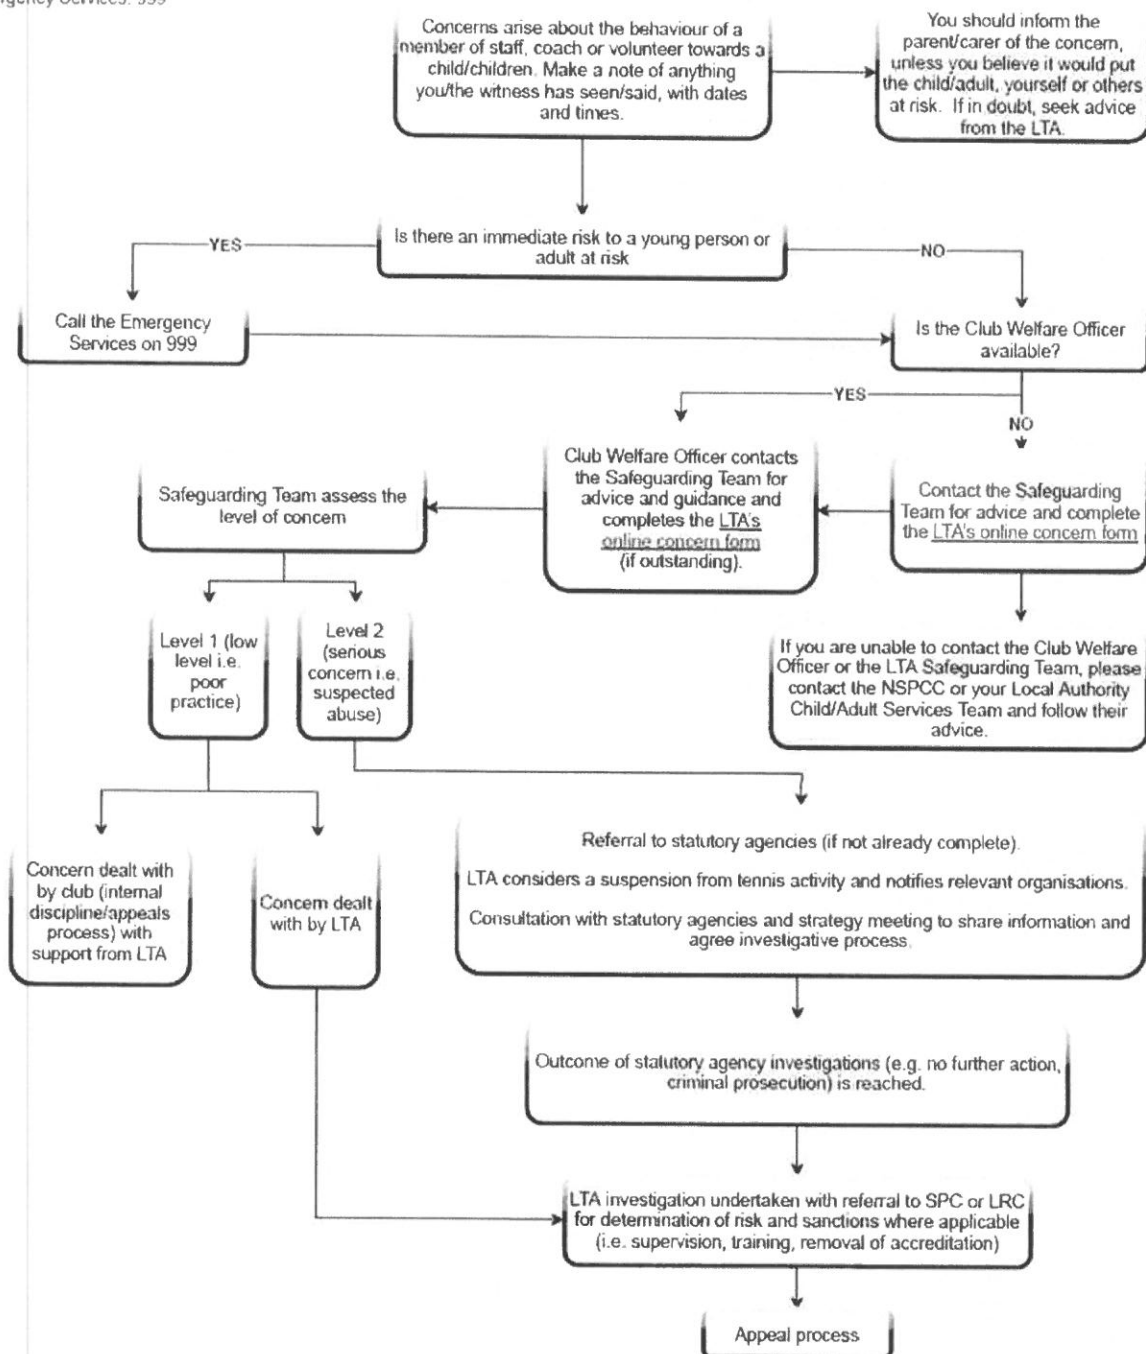 Emergency Services: 999
Concerns arise about the behaviour of a
member of staff, coach or volunteer towards a
child/children. Make a note of anything
you/the witness has seen/said, with dates
and times.
You should inform the
parent/carer of the concern,
unless you believe it would put
the child/adult, yourself or others
at risk. If in doubt, seek advice
from the LTA.
Is there an immediate risk to a young person or
adult at risk
YES
NO
Call the Emergency
Services on 999
Is the Club Welfare Officer
available?
YES
NO
Club Welfare Officer contacts
the Safeguarding Team for
advice and guidance and
completes the LTA's
online concern form
(if outstanding).
Contact the Safeguarding
Team for advice and complete
the LTA's online concern form
Safeguarding Team assess the
level of concern
Level 1 (low
level i.e.
poor
practice)
Level 2
(serious
concern i.e.
suspected
abuse)
If you are unable to contact the Club Welfare
Officer or the LTA Safeguarding Team, please
contact the NSPCC or your Local Authority
Child/Adult Services Team and follow their
advice.
Concern dealt with
by club (internal
discipline/appeals
process) with
support from LTA
Concern dealt
with by LTA
Referral to statutory agencies (if not already complete).
LTA considers a suspension from tennis activity and notifies relevant organisations.
Consultation with statutory agencies and strategy meeting to share information and
agree investigative process.
Outcome of statutory agency investigations (e.g. no further action,
criminal prosecution) is reached.
LTA investigation undertaken with referral to SPC or LRC
for determination of risk and sanctions where applicable
(i.e. supervision, training, removal of accreditation)
Appeal process